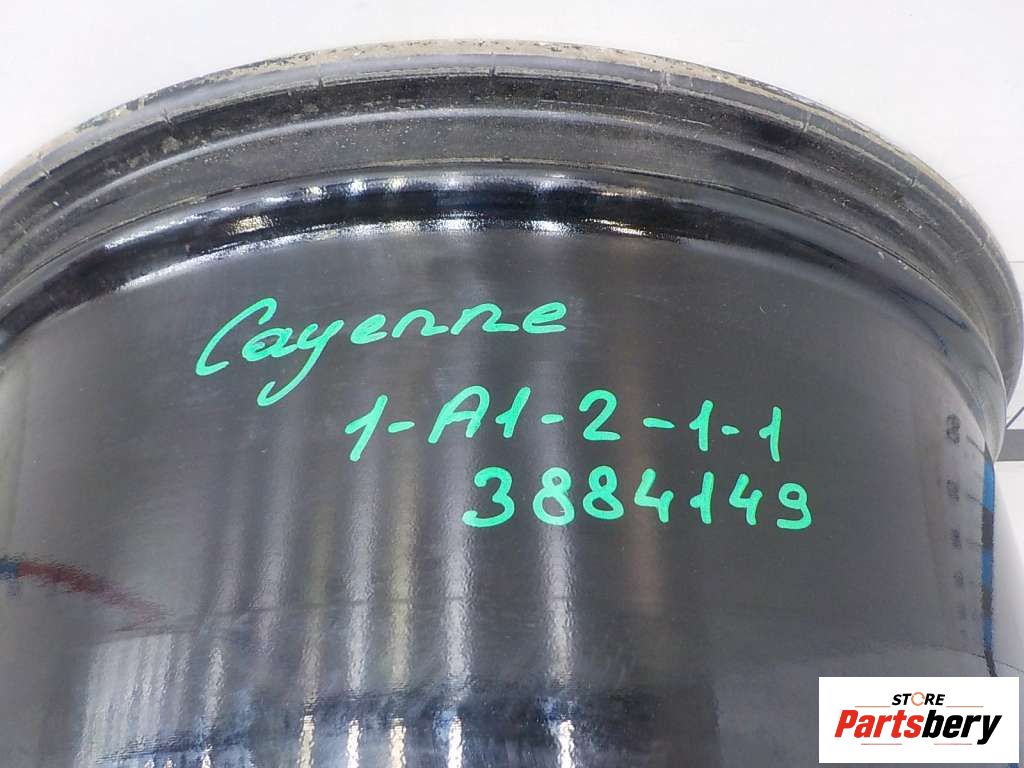 Cayenne
1-A1-2-1-1
3884149
STORE
Partsbery